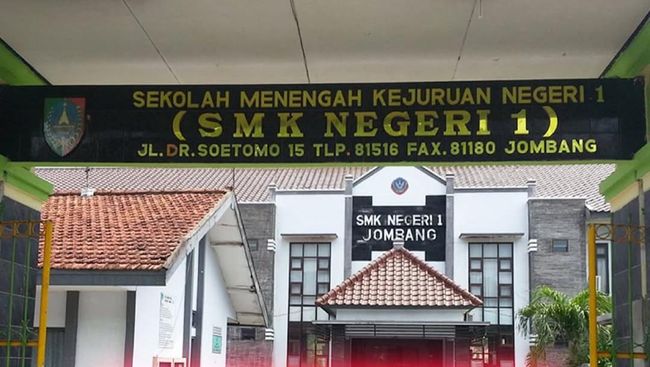 SEKOLAH MENENGAH KEJURUAN NEGERI 1
(SMK NEGERI 1)
JL.DR.SOETOMO 15 TLP.81516 FAX.81180 JOMBANG
SMK NEGERI 1
JOMBANG